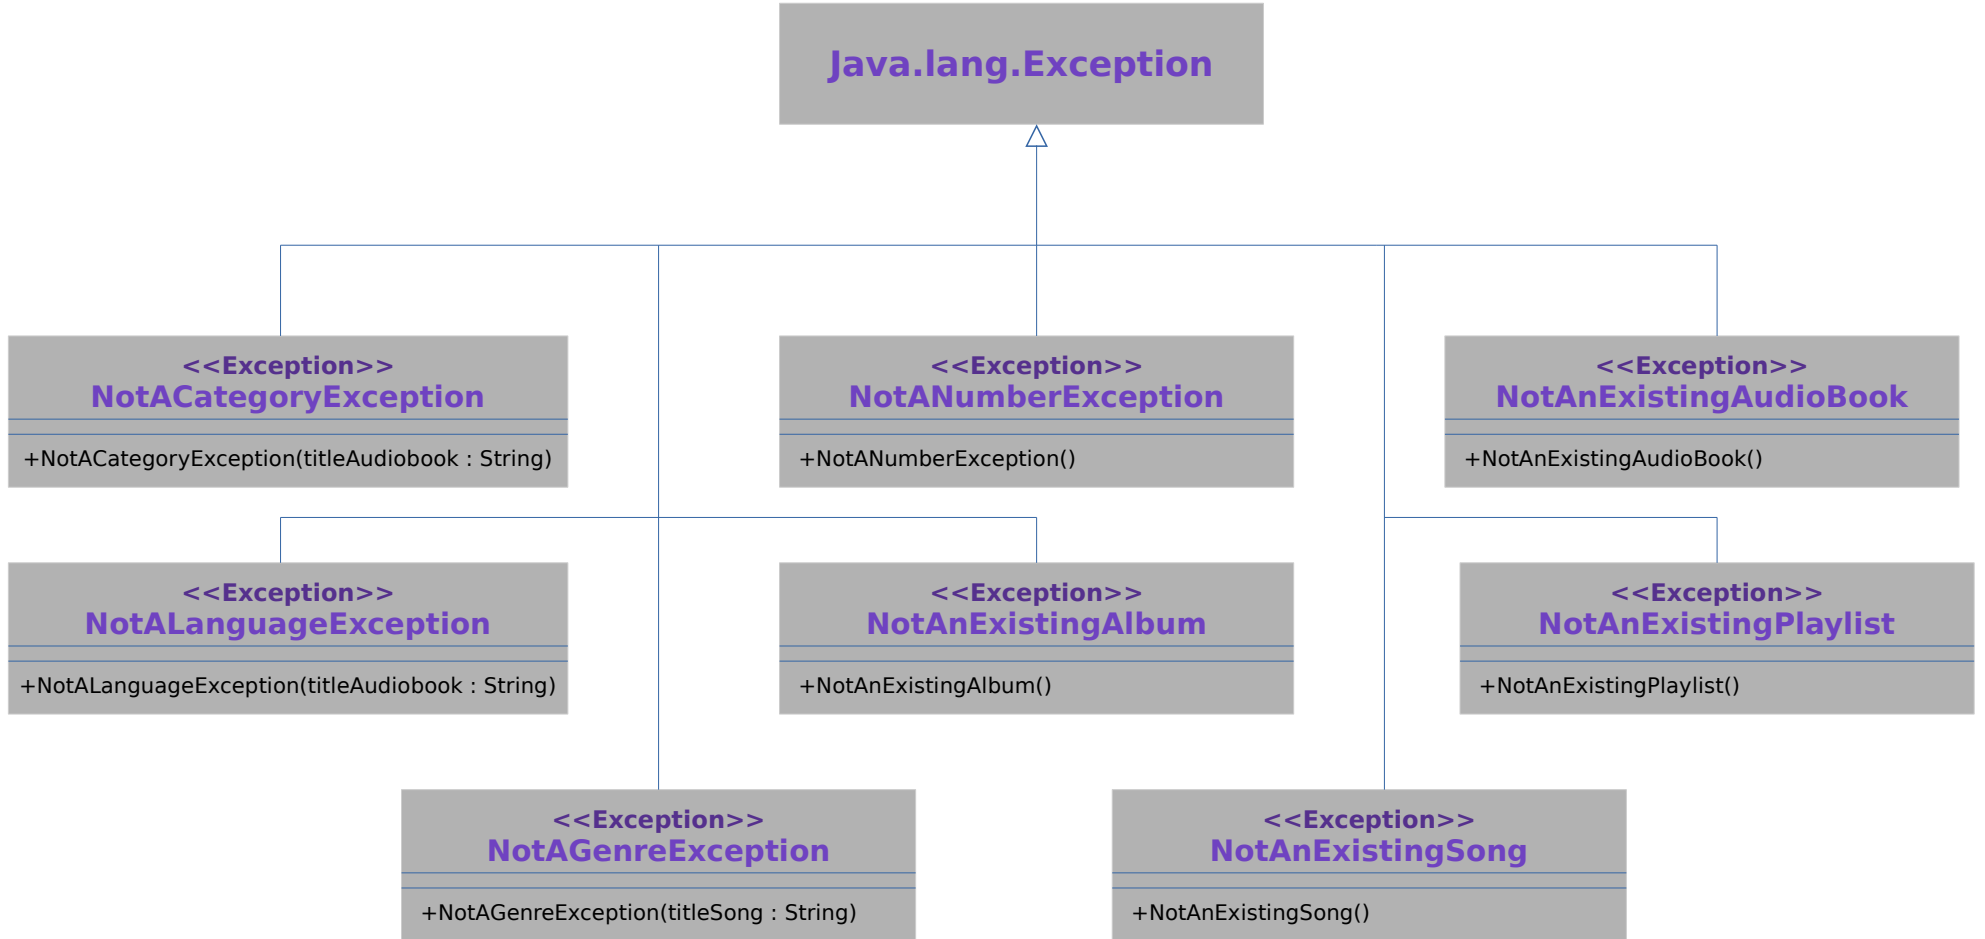 Java.lang.Exception
<<Exception>>
NotACategoryException
+NotACategoryException(titleAudiobook : String)
<<Exception>>
NotANumberException
+NotANumberException()
<<Exception>>
NotAnExistingAudioBook
+NotAnExistingAudioBook()
<<Exception>>
NotALanguageException
+NotALanguageException(titleAudiobook : String)
<<Exception>>
NotAnExistingAlbum
+NotAnExistingAlbum()
<<Exception>>
NotAnExistingPlaylist
+NotAnExistingPlaylist()
<<Exception>>
NotAGenreException
+NotAGenreException(titleSong : String)
<<Exception>>
NotAnExistingSong
+NotAnExistingSong()